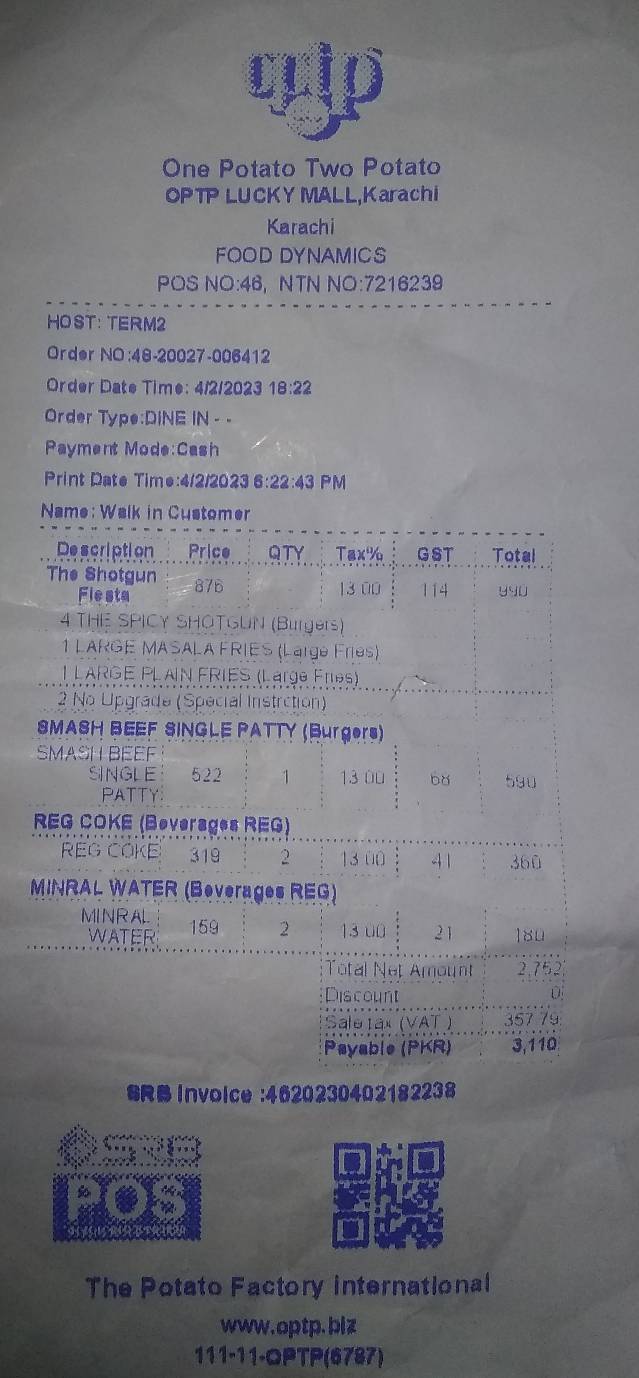 optp
One Potato Two Potato
OPTP LUCKY MALL,Karachi
Karachi
FOOD DYNAMICS
POS NO:46, NTN NO:7216239
HOST: TERM2
Order NO:48-20027-006412
Order Date Time: 4/2/2023 18:22
Order Type:DINE IN - -
Payment Mode:Cash
Print Date Time:4/2/2023 6:22:43 PM
Name: Walk in Customer
Description Price QTY Tax% GST Total
The Shotgun
Fiesta 876 13.00 114 990
4 THE SPICY SHOTGUN (Burgers)
1 LARGE MASALA FRIES (Large Fries)
1 LARGE PLAIN FRIES (Large Fries)
2 No Upgrade (Special Instrction)
SMASH BEEF SINGLE PATTY (Burgers)
SMASH BEEF
SINGLE 522 1 13.00 68 590
PATTY
REG COKE (Beverages REG)
REG COKE 319 2 13.00 41 360
MINRAL WATER (Beverages REG)
MINRAL
WATER 159 2 13.00 21 180
Total Net Amount 2,752
Discount 0
Sale tax (VAT ) 357.79
Payable (PKR) 3,110
SRB Invoice :4620230402182238
SRB
POS
The Potato Factory international
www.optp.biz
111-11-OPTP(6787)